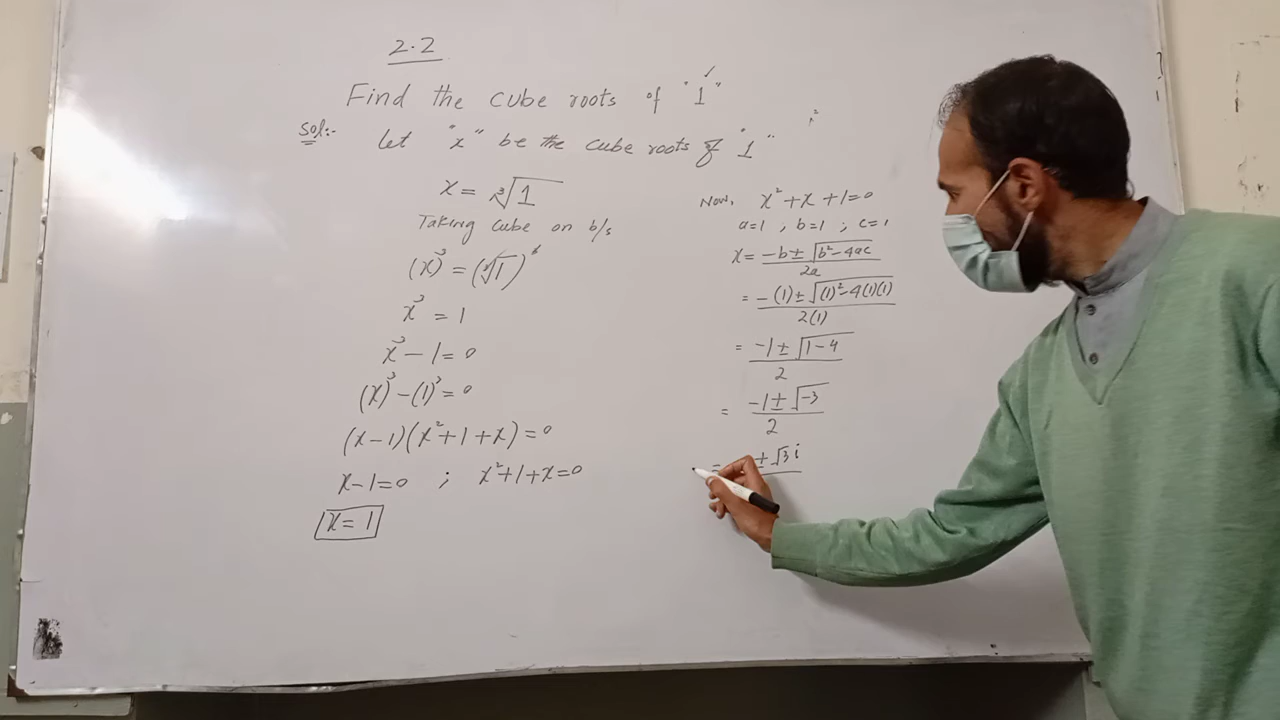 2.2
Find the cube roots of "1"
Sol:-
Let "x" be the cube roots of "1"
x = ∛1
Taking cube on b/s
(x)³ = (∛1)³
x³ = 1
x³ - 1 = 0
(x)³ - (1)³ = 0
(x-1)(x²+1+x) = 0
x-1=0 ; x²+1+x=0
x = 1
Now, x²+x+1=0
a=1 ; b=1 ; c=1
x = (-b ± √(b²-4ac))/2a
= (-(1) ± √((1)²-4(1)(1)))/2(1)
= (-1 ± √(1-4))/2
= (-1 ± √-3)/2
= ± √3 i